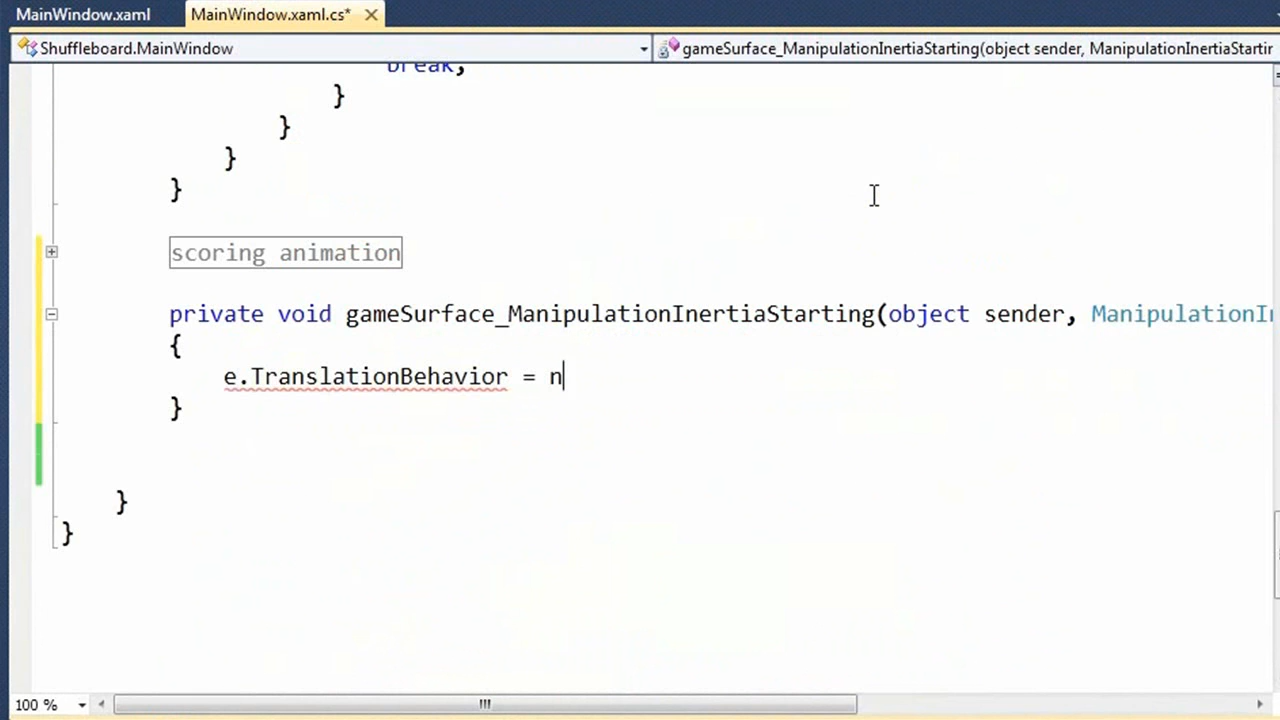 MainWindow.xaml MainWindow.xaml.cs*
Shuffleboard.MainWindow gameSurface_ManipulationInertiaStarting(object sender, ManipulationInertiaStartin
break;
}
}
}
}
scoring animation
private void gameSurface_ManipulationInertiaStarting(object sender, ManipulationIn
{
e.TranslationBehavior = n
}
}
}
100 %